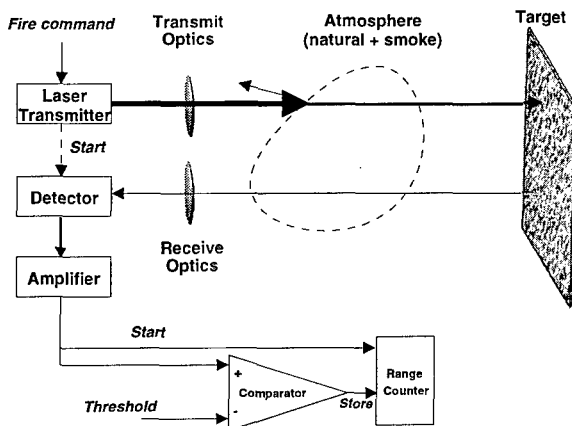 Fire command
Transmit
Optics
Atmosphere
(natural + smoke)
Target
Laser
Transmitter
Start
Detector
Receive
Optics
Amplifier
Start
+
Comparator
-
Threshold
Store
Range
Counter